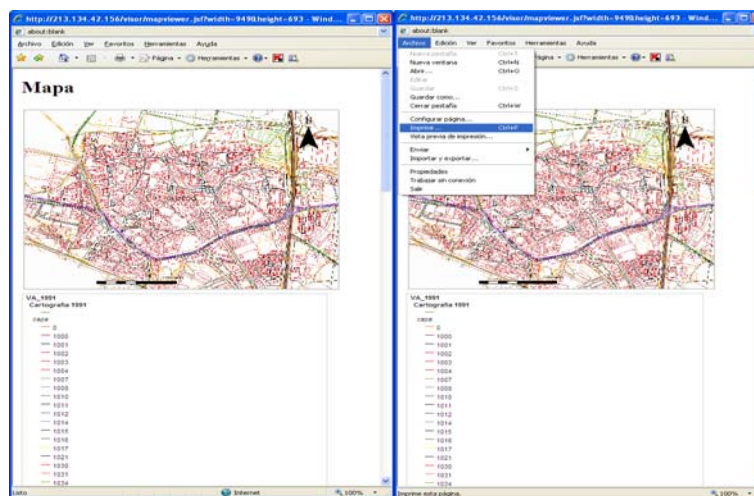 http://213.134.42.156/visor/mapviewer.jsf?width=949&height=693 - Wind...
about:blank
Archivo Edición Ver Favoritos Herramientas Ayuda
Página Herramientas
Mapa
N
VA_1991
Cartografía 1991
cape
0
1000
1001
1002
1003
1004
1007
1008
1010
1011
1012
1014
1015
1016
1017
1021
1030
1031
1034
Listo
Internet
100%
http://213.134.42.156/visor/mapviewer.jsf?width=949&height=693 - Wind...
about:blank
Archivo Edición Ver Favoritos Herramientas Ayuda
Nueva pestaña Ctrl+T
Nueva ventana Ctrl+N
Abrir... Ctrl+O
Editar
Guardar Ctrl+S
Guardar como...
Cerrar pestaña Ctrl+W
Configurar página...
Imprimir... Ctrl+P
Vista previa de impresión...
Enviar
Importar y exportar...
Propiedades
Trabajar sin conexión
Salir
Página Herramientas
N
VA_1991
Cartografía 1991
cape
0
1000
1001
1002
1003
1004
1007
1008
1010
1011
1012
1014
1015
1016
1017
1021
1030
1031
1034
Imprime esta página.
100%